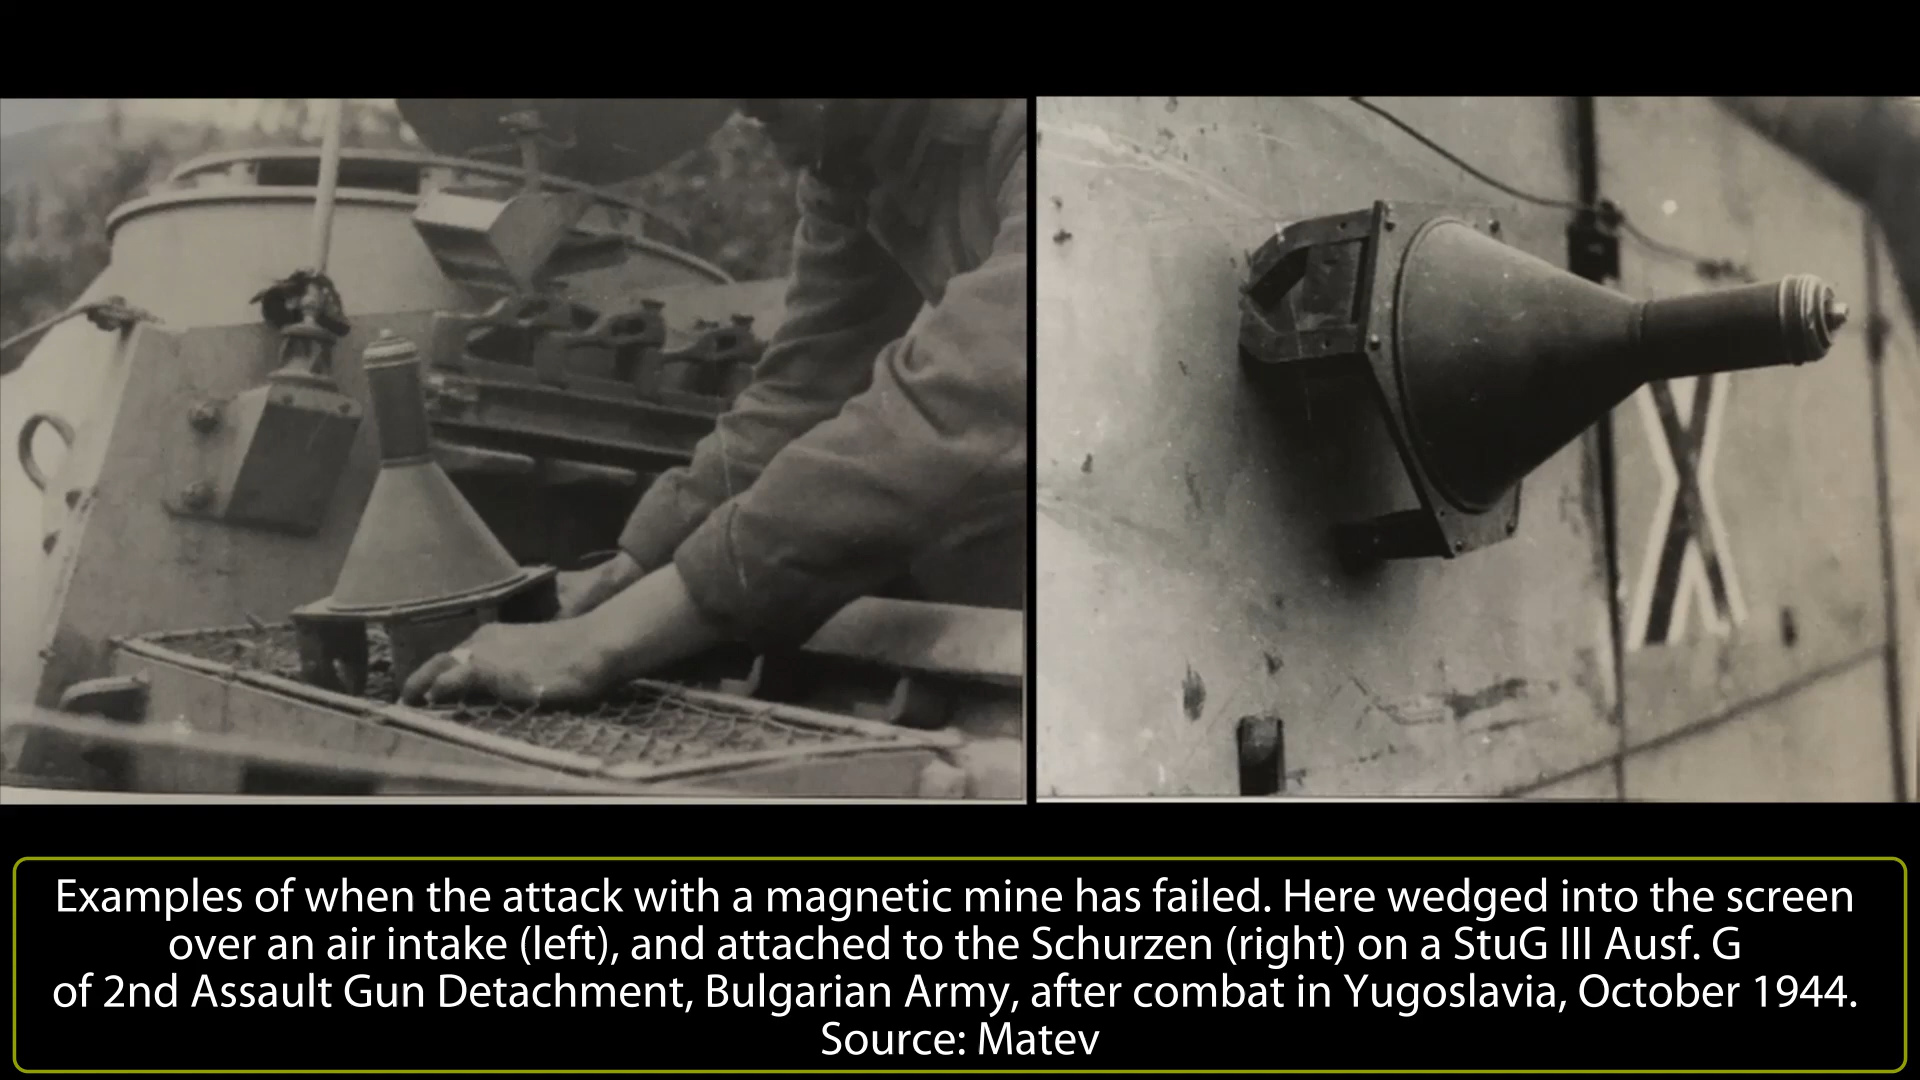 X
Examples of when the attack with a magnetic mine has failed. Here wedged into the screen
over an air intake (left), and attached to the Schurzen (right) on a StuG III Ausf. G
of 2nd Assault Gun Detachment, Bulgarian Army, after combat in Yugoslavia, October 1944.
Source: Matev